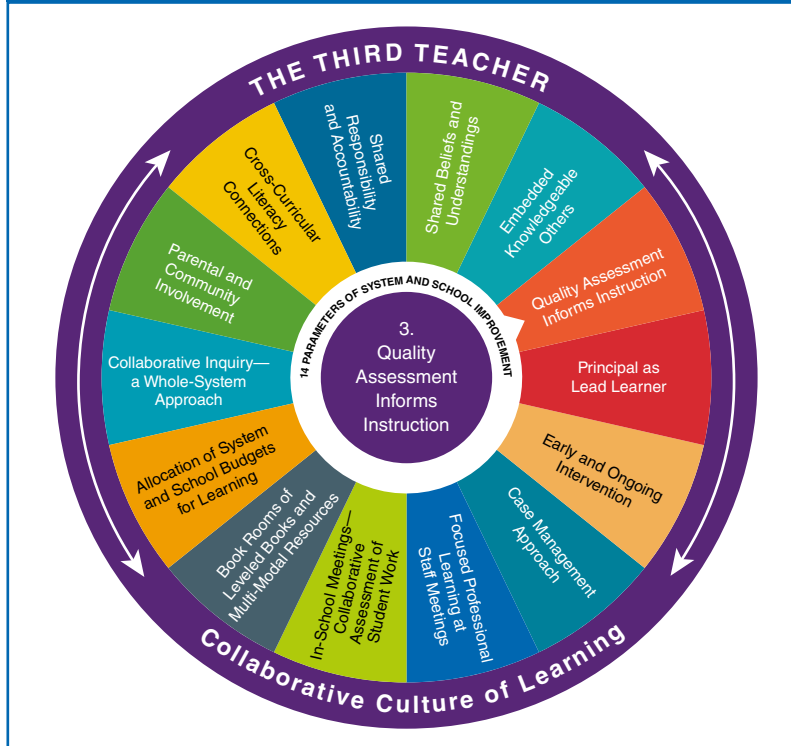 THE THIRD TEACHER
Shared Beliefs and
Understandings
Embedded
Knowledgeable
Others
Quality Assessment
Informs Instruction
Principal as
Lead Learner
Early and Ongoing
Intervention
Case Management
Approach
Focused Professional
Learning at
Staff Meetings
In-School Meetings—
Collaborative
Assessment of
Student Work
Book Rooms of
Leveled Books and
Multi-Modal Resources
Allocation of System
and School Budgets
for Learning
Collaborative Inquiry—
a Whole-System
Approach
Parental and
Community
Involvement
Cross-Curricular
Literacy
Connections
Shared
Responsibility
and Accountability
14 PARAMETERS OF SYSTEM AND SCHOOL IMPROVEMENT
3.
Quality
Assessment
Informs
Instruction
Collaborative Culture of Learning